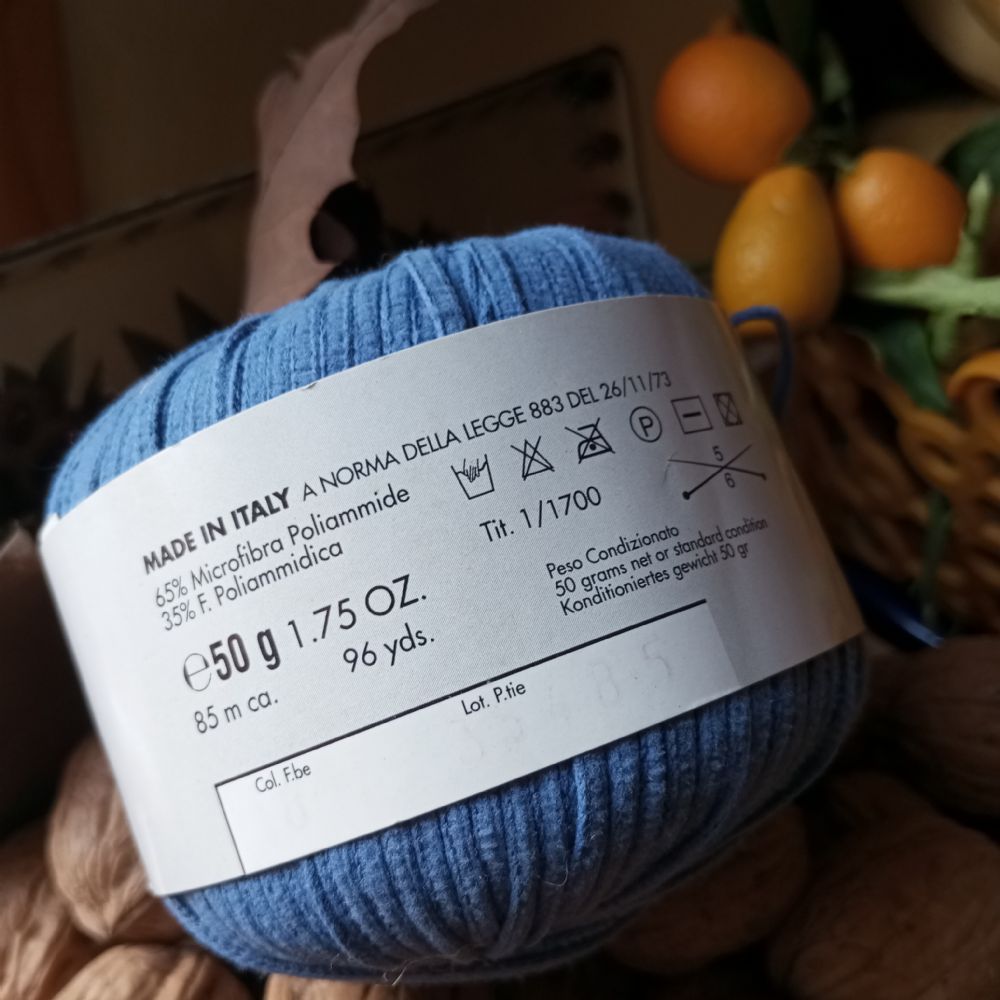 MADE IN ITALY A NORMA DELLA LEGGE 883 DEL 26/11/73
65% Microfibra Poliammide
35% F. Poliammidica
P
5
6
Tit. 1/1700
℮50 g 1.75 OZ.
85 m ca. 96 yds.
Peso Condizionato
50 grams net or standard condition
Konditioniertes gewicht 50 gr
Col. F.be
Lot. P.tie